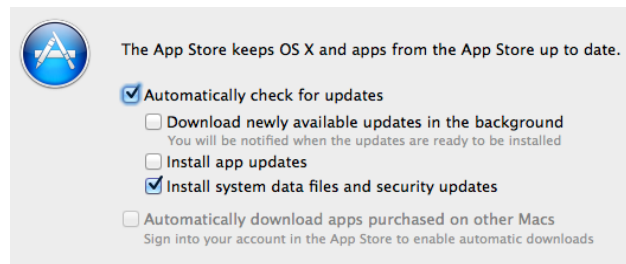 The App Store keeps OS X and apps from the App Store up to date.
Automatically check for updates
Download newly available updates in the background
You will be notified when the updates are ready to be installed
Install app updates
Install system data files and security updates
Automatically download apps purchased on other Macs
Sign into your account in the App Store to enable automatic downloads